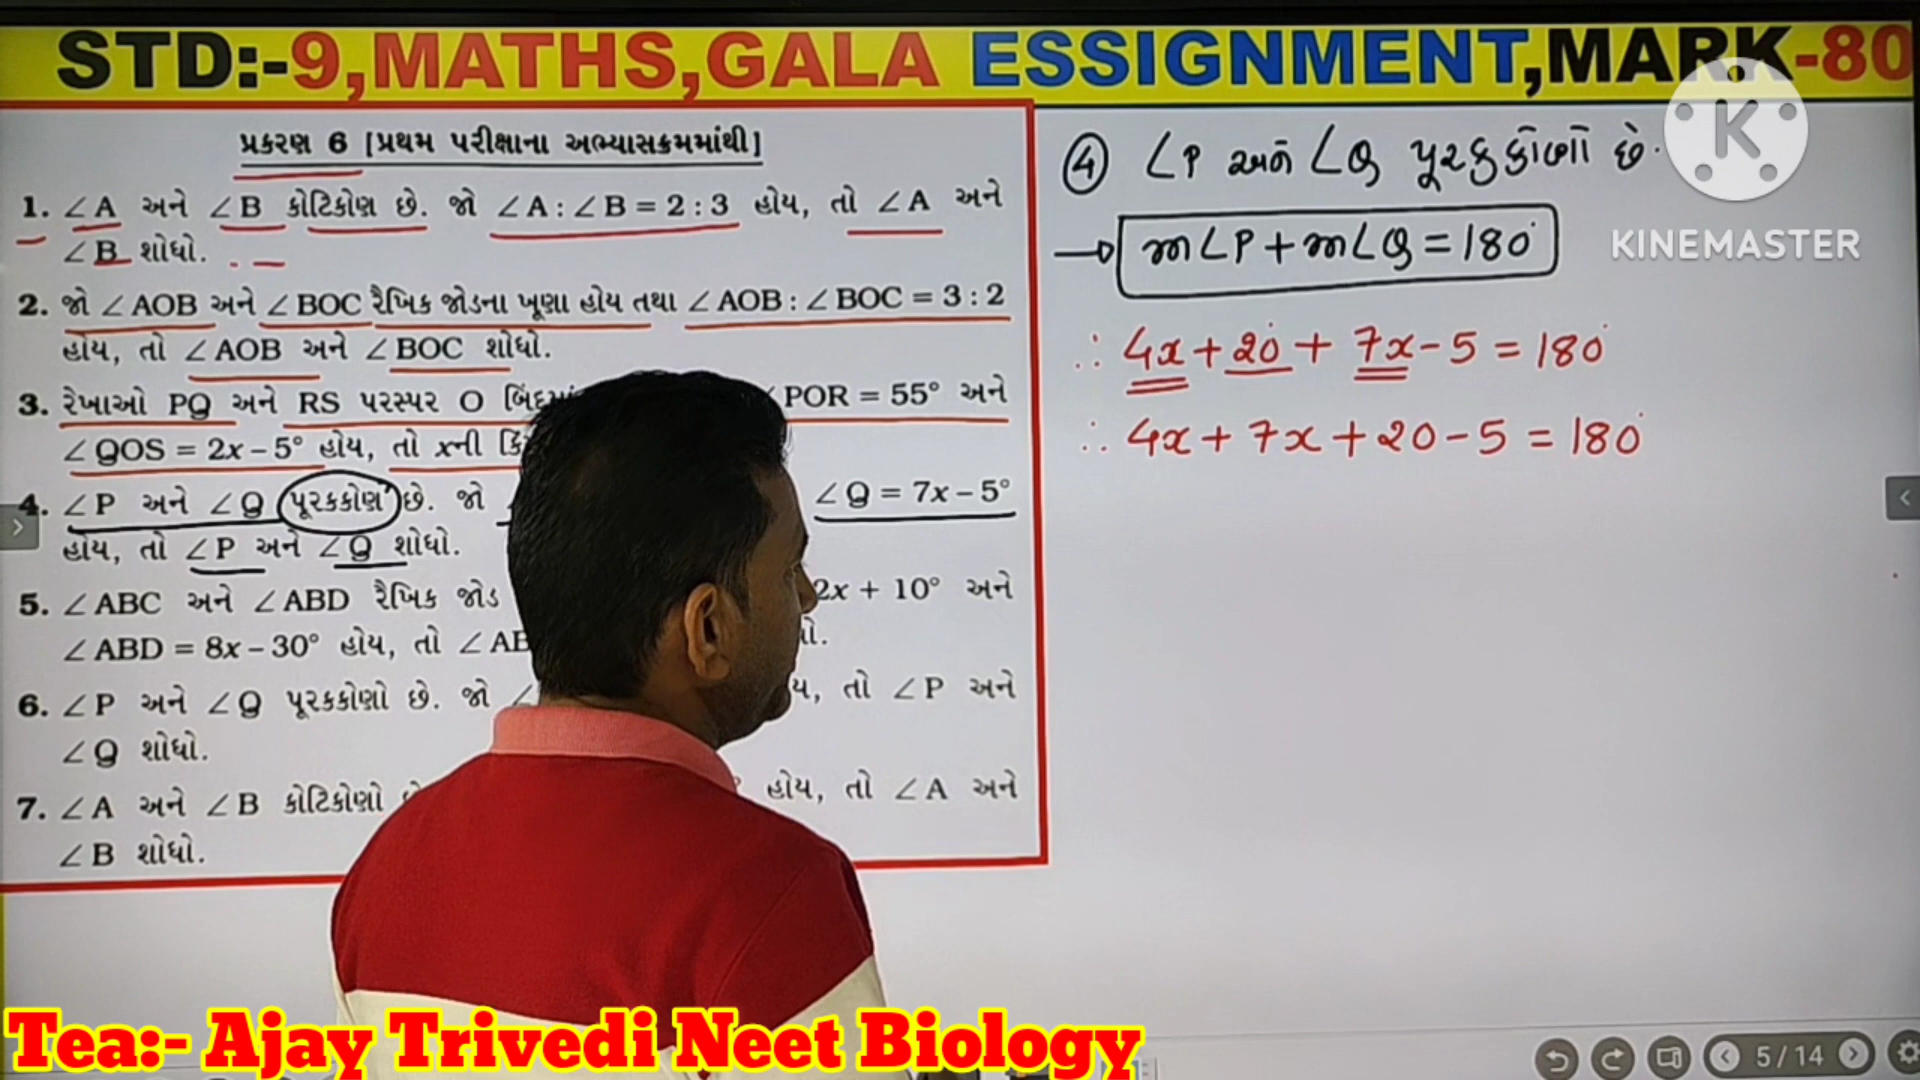 STD:-9,MATHS,GALA ESSIGNMENT,MARK-80
પ્રકરણ 6 [પ્રથમ પરીક્ષાના અભ્યાસક્રમમાંથી]
1. ∠A અને ∠B કોટિકોણ છે. જો ∠A : ∠B = 2 : 3 હોય, તો ∠A અને
∠B શોધો.
2. જો ∠AOB અને ∠BOC રૈખિક જોડના ખૂણા હોય તથા ∠AOB : ∠BOC = 3 : 2
હોય, તો ∠AOB અને ∠BOC શોધો.
3. રેખાઓ PQ અને RS પરસ્પર O POR = 55° અને
∠QOS = 2x – 5° હોય, તો xની
4. ∠P અને ∠Q પૂરકકોણ છે. જો ∠Q = 7x – 5°
હોય, તો ∠P અને ∠Q શોધો.
5. ∠ABC અને ∠ABD રૈખિક જોડ 2x + 10° અને
∠ABD = 8x – 30° હોય, તો
6. ∠P અને ∠Q પૂરકકોણો છે. જો તો ∠P અને
∠Q શોધો.
7. ∠A અને ∠B કોટિકોણો હોય, તો ∠A અને
∠B શોધો.
④ ∠P અને ∠Q પૂરકકોણો છે.
m∠P + m∠Q = 180°
∴ 4x + 20° + 7x - 5 = 180°
∴ 4x + 7x + 20 - 5 = 180°
K
KINEMASTER
5 / 14
Tea:- Ajay Trivedi Neet Biology